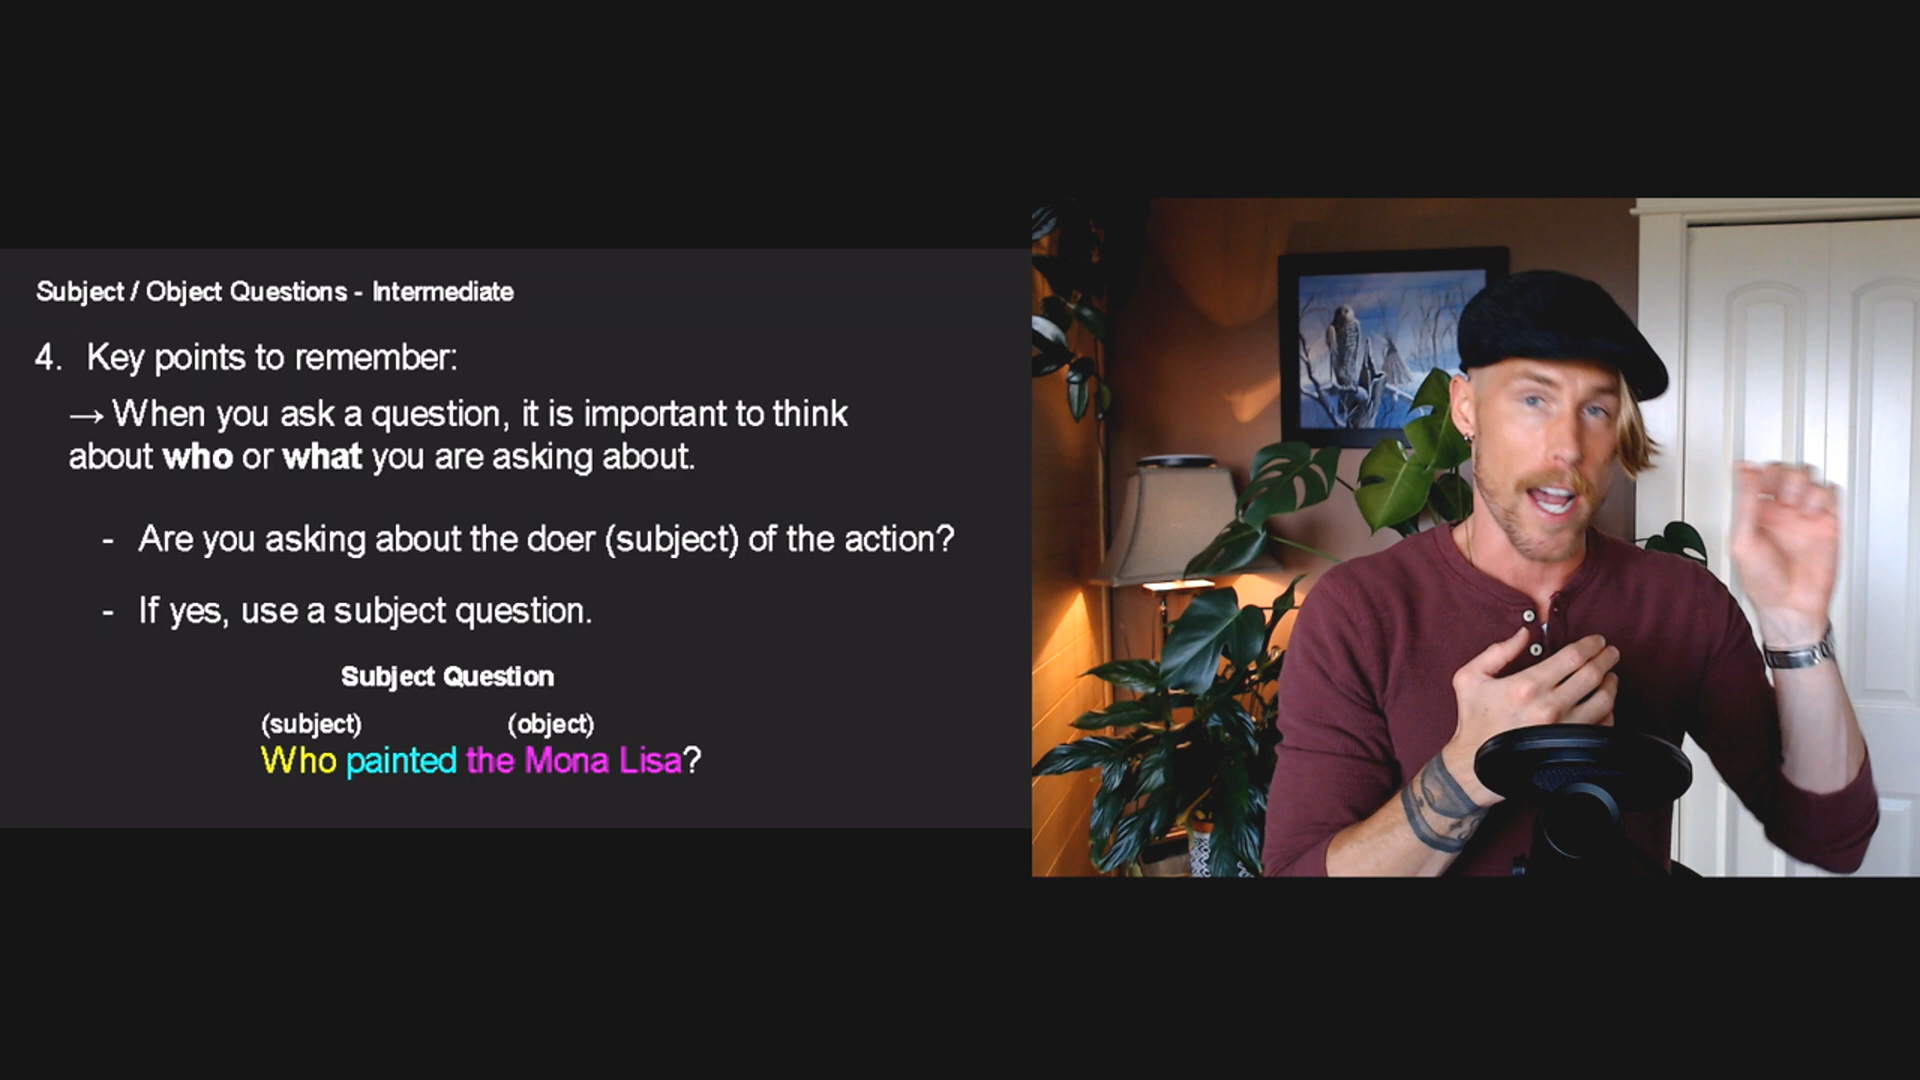 Subject / Object Questions - Intermediate
4. Key points to remember:
→ When you ask a question, it is important to think
about who or what you are asking about.
- Are you asking about the doer (subject) of the action?
- If yes, use a subject question.
Subject Question
(subject) (object)
Who painted the Mona Lisa?